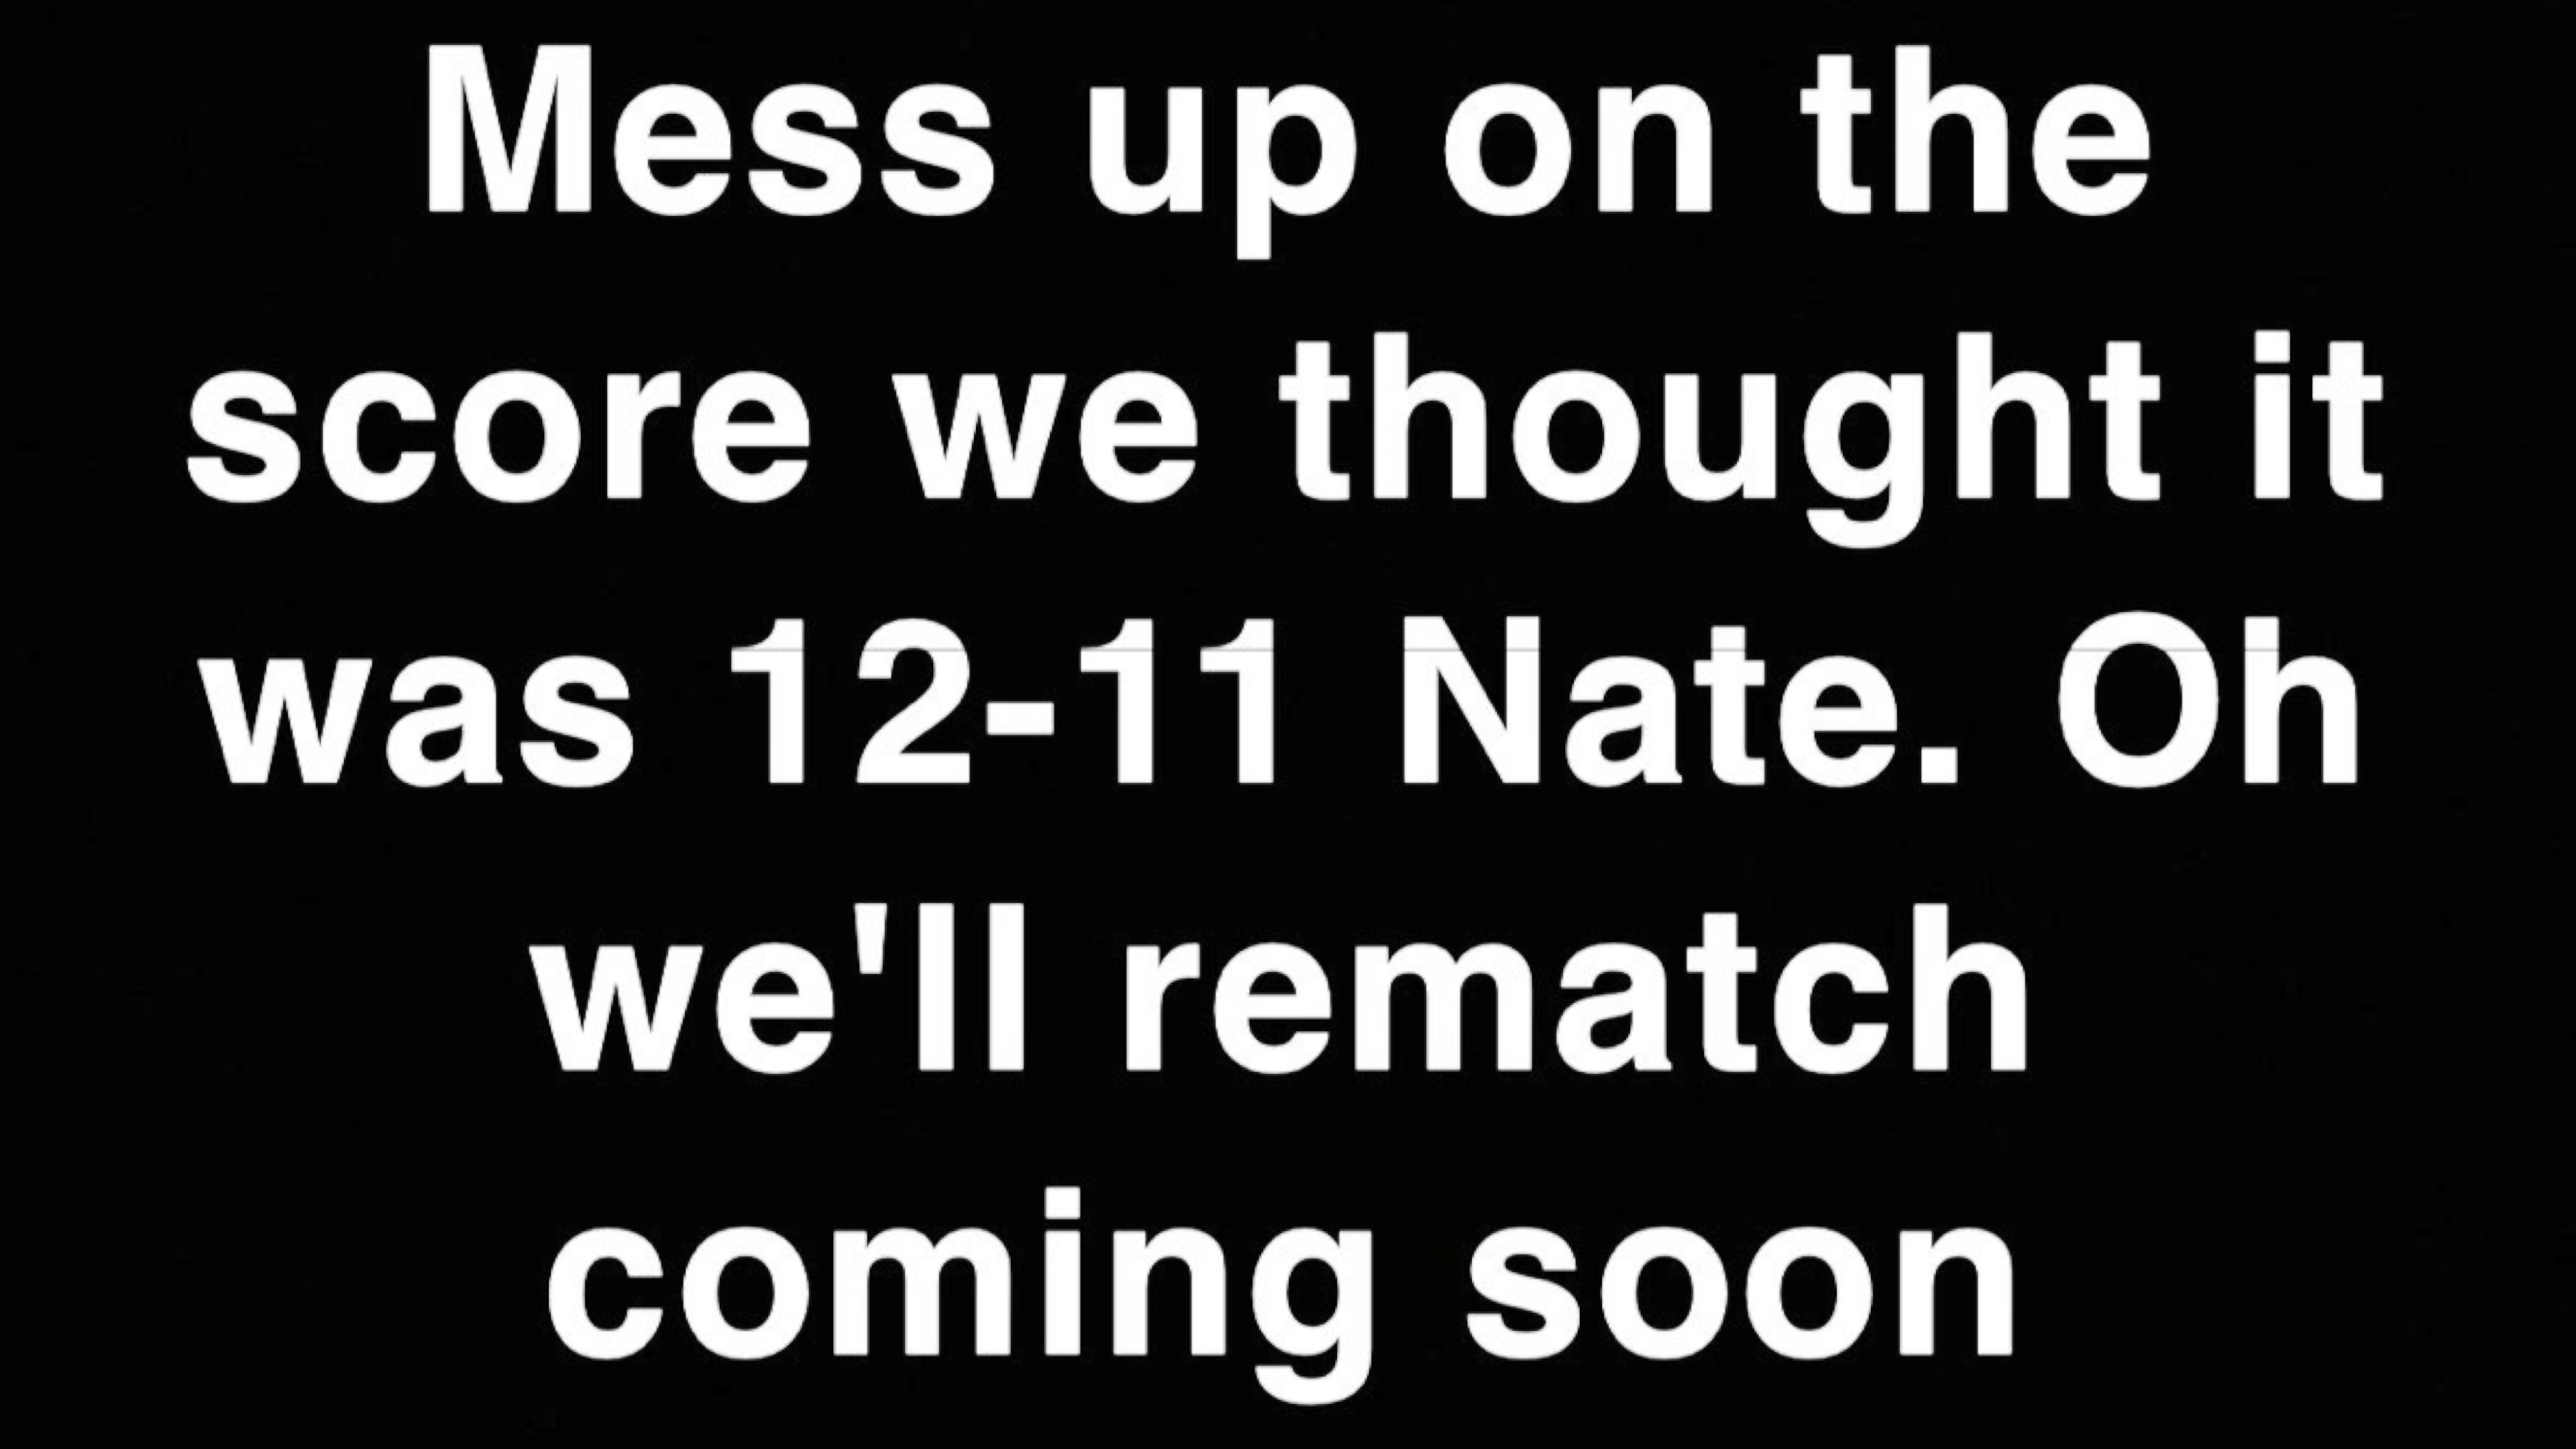 Mess up on the
score we thought it
was 12-11 Nate. Oh
we'll rematch
coming soon